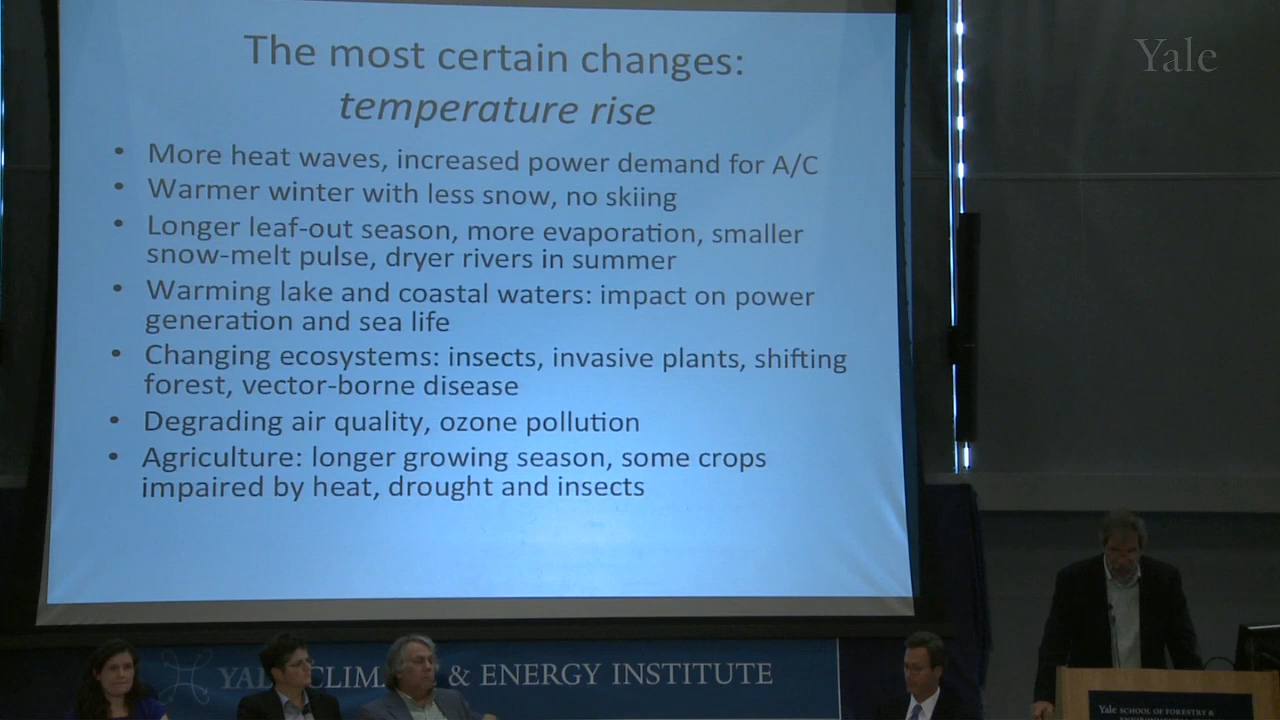 Yale
The most certain changes:
temperature rise
• More heat waves, increased power demand for A/C
• Warmer winter with less snow, no skiing
• Longer leaf-out season, more evaporation, smaller
snow-melt pulse, dryer rivers in summer
• Warming lake and coastal waters: impact on power
generation and sea life
• Changing ecosystems: insects, invasive plants, shifting
forest, vector-borne disease
• Degrading air quality, ozone pollution
• Agriculture: longer growing season, some crops
impaired by heat, drought and insects
& ENERGY INSTITUTE
Yale SCHOOL OF FORESTRY &